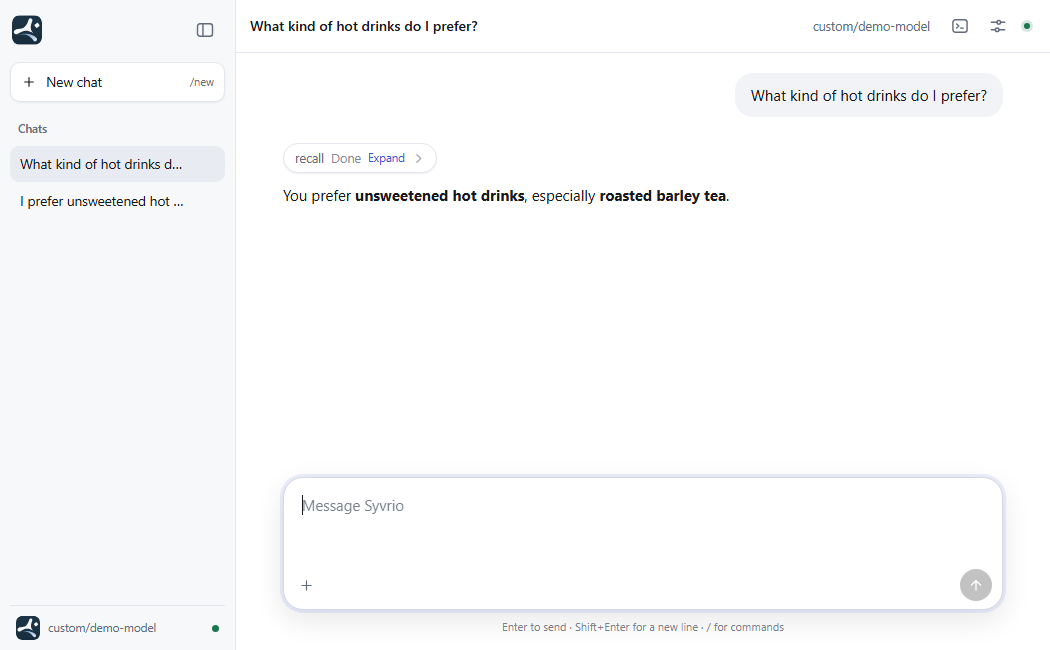 What kind of hot drinks do I prefer?
custom/demo-model
New chat
/new
Chats
What kind of hot drinks d...
I prefer unsweetened hot ...
What kind of hot drinks do I prefer?
recall Done Expand
You prefer unsweetened hot drinks, especially roasted barley tea.
Message Syvrio
custom/demo-model
Enter to send · Shift+Enter for a new line · / for commands